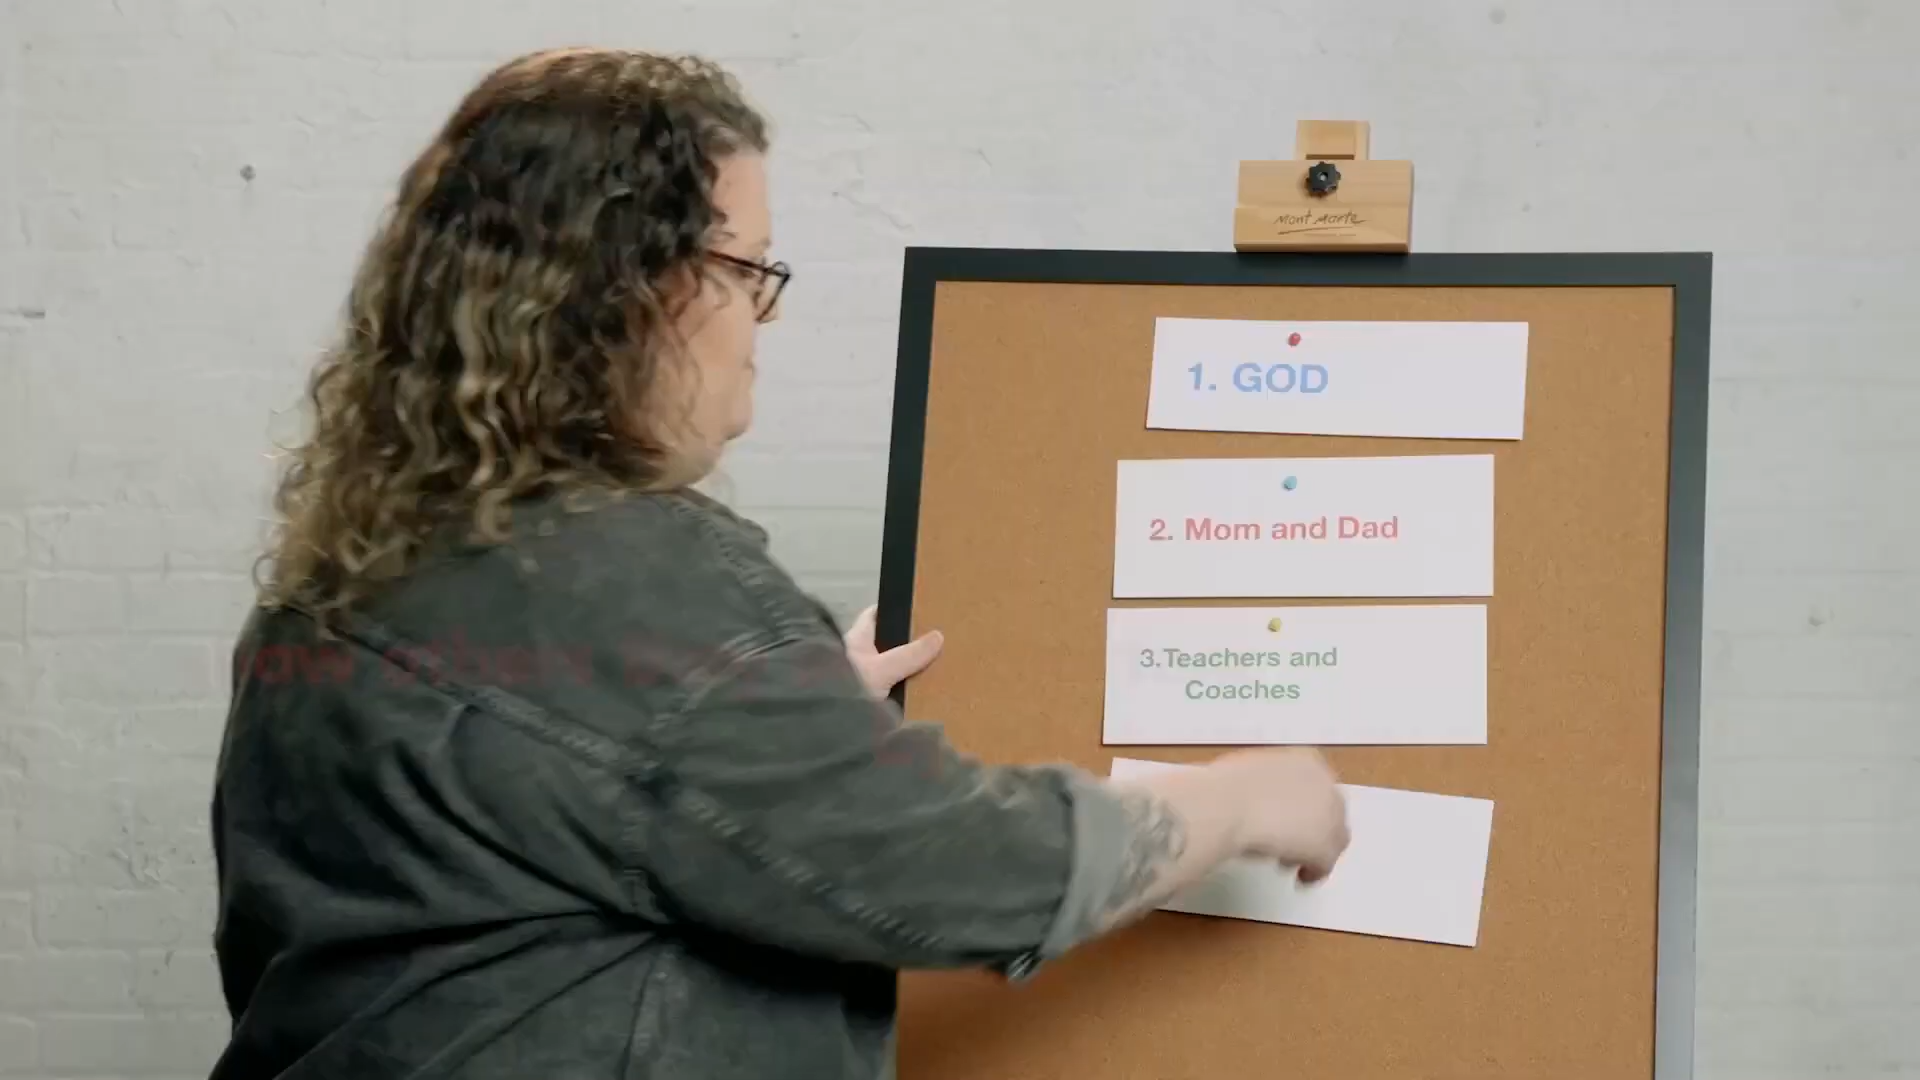 Mont Marte
1. GOD
2. Mom and Dad
3.Teachers and
Coaches